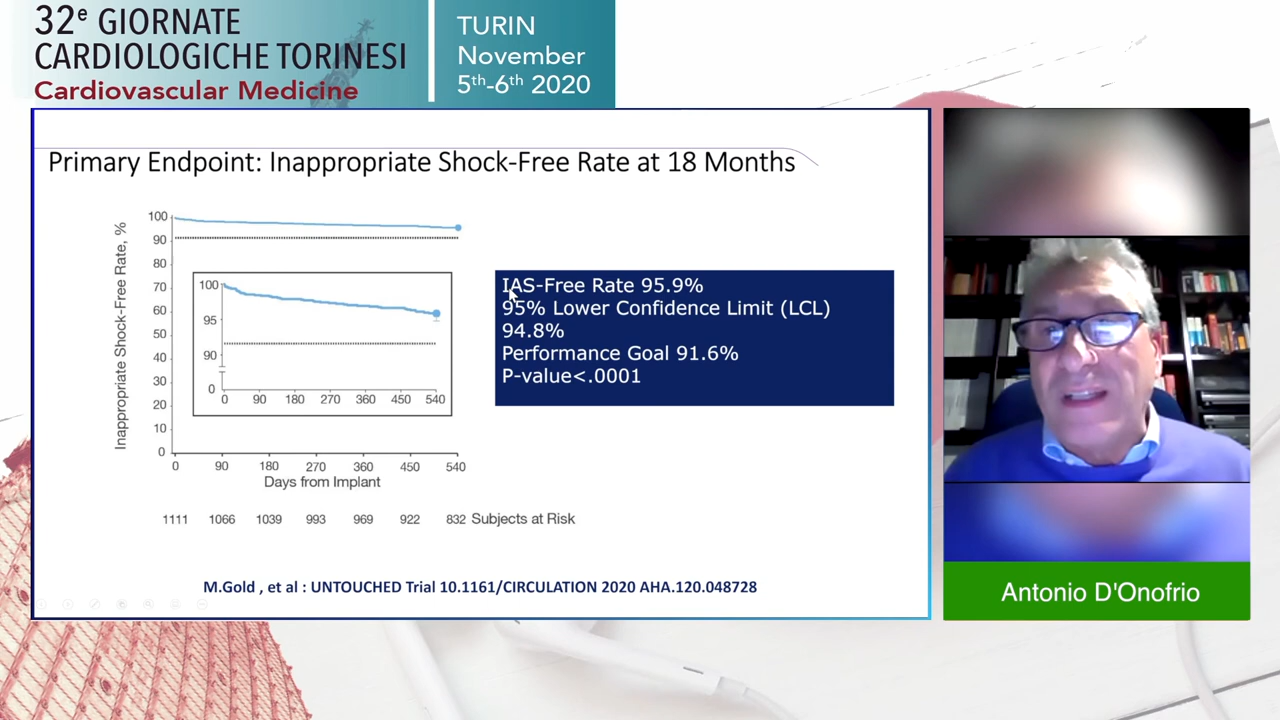 32e GIORNATE
CARDIOLOGICHE TORINESI
Cardiovascular Medicine
TURIN
November
5th-6th 2020
Primary Endpoint: Inappropriate Shock-Free Rate at 18 Months
Inappropriate Shock-Free Rate, %
100
90
80
70
60
50
40
30
20
10
0
100
95
90
0
0 90 180 270 360 450 540
0 90 180 270 360 450 540
Days from Implant
1111 1066 1039 993 969 922 832 Subjects at Risk
IAS-Free Rate 95.9%
95% Lower Confidence Limit (LCL)
94.8%
Performance Goal 91.6%
P-value<.0001
M.Gold , et al : UNTOUCHED Trial 10.1161/CIRCULATION 2020 AHA.120.048728
Antonio D'Onofrio